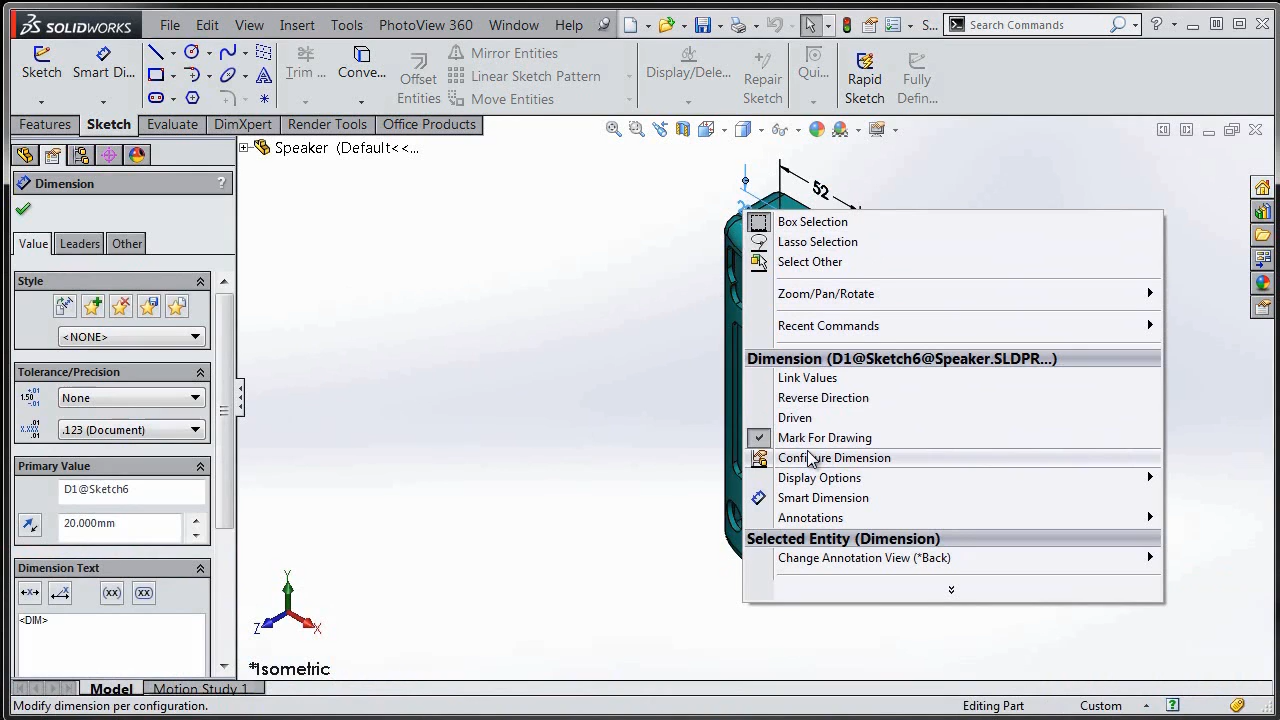 SOLIDWORKS File Edit View Insert Tools PhotoView 360 Window Help S... Search Commands ?
Sketch Smart Di... Trim ... Conve... Offset Entities Mirror Entities Linear Sketch Pattern Move Entities Display/Dele... Repair Sketch Qui... Rapid Sketch Fully Defin...
Features Sketch Evaluate DimXpert Render Tools Office Products
Speaker (Default<<...
Dimension ?
52
Value Leaders Other
Style
<NONE>
Tolerance/Precision
None
.123 (Document)
Primary Value
D1@Sketch6
20.000mm
Dimension Text
(xx) (xx)
<DIM>
Box Selection
Lasso Selection
Select Other
Zoom/Pan/Rotate
Recent Commands
Dimension (D1@Sketch6@Speaker.SLDPR...)
Link Values
Reverse Direction
Driven
Mark For Drawing
Configure Dimension
Display Options
Smart Dimension
Annotations
Selected Entity (Dimension)
Change Annotation View (*Back)
Y
Z X
*Isometric
Model Motion Study 1
Modify dimension per configuration. Editing Part Custom ?